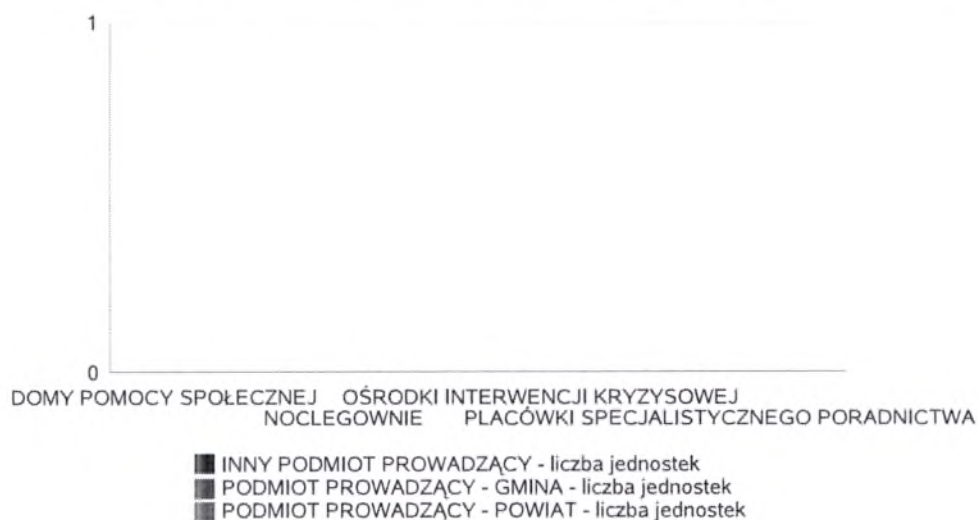 1
0
DOMY POMOCY SPOŁECZNEJ OŚRODKI INTERWENCJI KRYZYSOWEJ
NOCLEGOWNIE PLACÓWKI SPECJALISTYCZNEGO PORADNICTWA
INNY PODMIOT PROWADZĄCY - liczba jednostek
PODMIOT PROWADZĄCY - GMINA - liczba jednostek
PODMIOT PROWADZĄCY - POWIAT - liczba jednostek